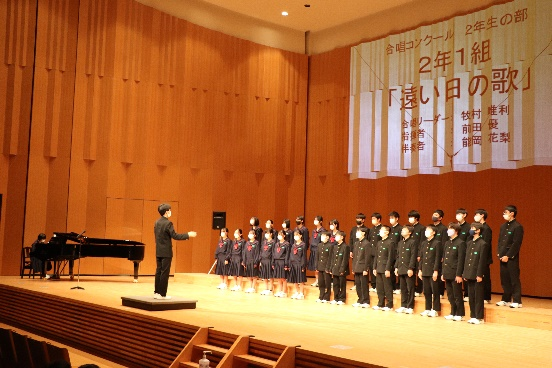 合唱コンクール 2年生の部
2年1組
「遠い日の歌」
合唱リーダー 牧村 唯利
指揮者 前田 優
伴奏者 能岡 花梨